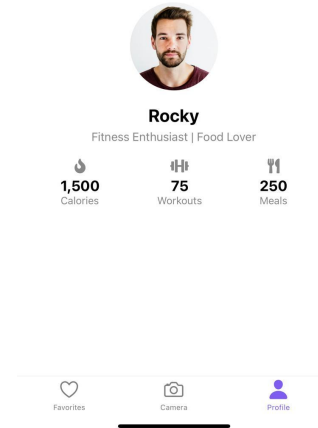 Rocky
Fitness Enthusiast | Food Lover
1,500 75 250
Calories Workouts Meals
Favorites Camera Profile